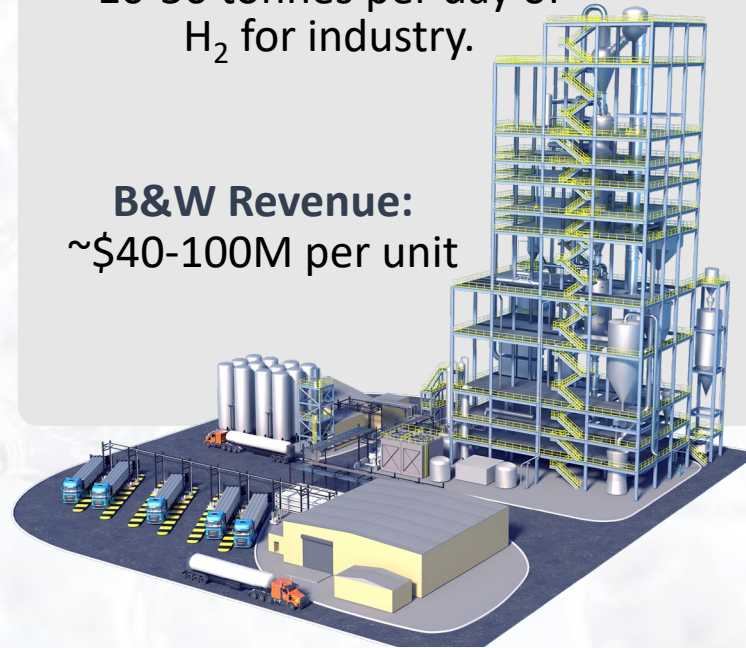 tonnes per day of
H₂ for industry.
B&W Revenue:
~$40-100M per unit